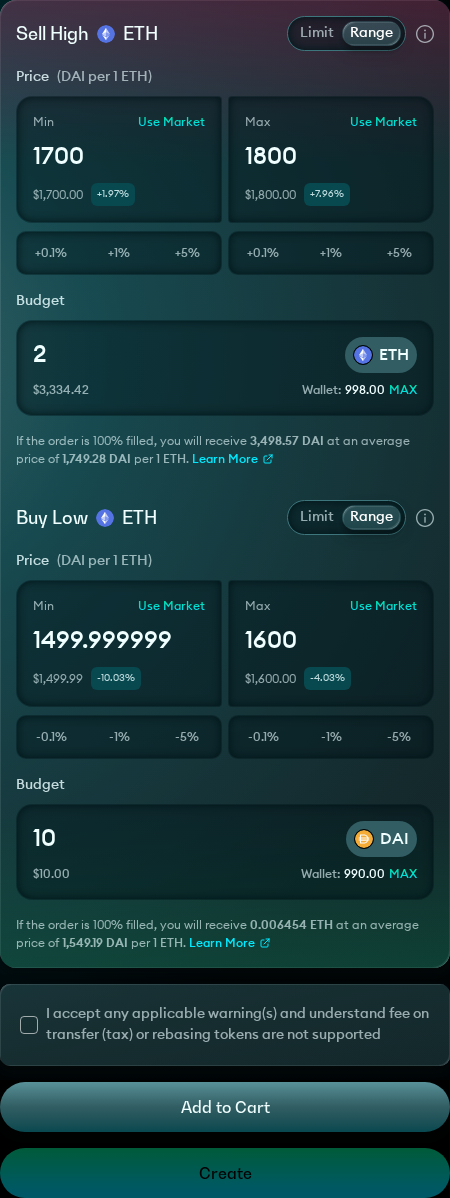 Sell High ETH Limit Range
Price (DAI per 1 ETH)
Min Use Market Max Use Market
1700 1800
$1,700.00 +1.97% $1,800.00 +7.96%
+0.1% +1% +5% +0.1% +1% +5%
Budget
2 ETH
$3,334.42 Wallet: 998.00 MAX
If the order is 100% filled, you will receive 3,498.57 DAI at an average
price of 1,749.28 DAI per 1 ETH. Learn More
Buy Low ETH Limit Range
Price (DAI per 1 ETH)
Min Use Market Max Use Market
1499.999999 1600
$1,499.99 -10.03% $1,600.00 -4.03%
-0.1% -1% -5% -0.1% -1% -5%
Budget
10 DAI
$10.00 Wallet: 990.00 MAX
If the order is 100% filled, you will receive 0.006454 ETH at an average
price of 1,549.19 DAI per 1 ETH. Learn More
I accept any applicable warning(s) and understand fee on
transfer (tax) or rebasing tokens are not supported
Add to Cart
Create